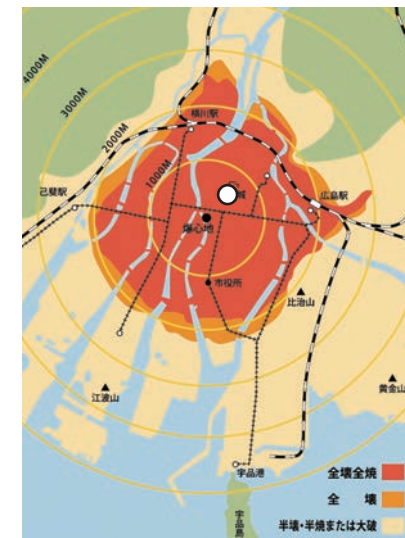 4000M
3000M
2000M
1000M
横川駅
己斐駅
城
広島駅
爆心地
市役所
比治山
江波山
黄金山
宇品港
宇品島
全壊全焼
全 壊
半壊・半焼または大破